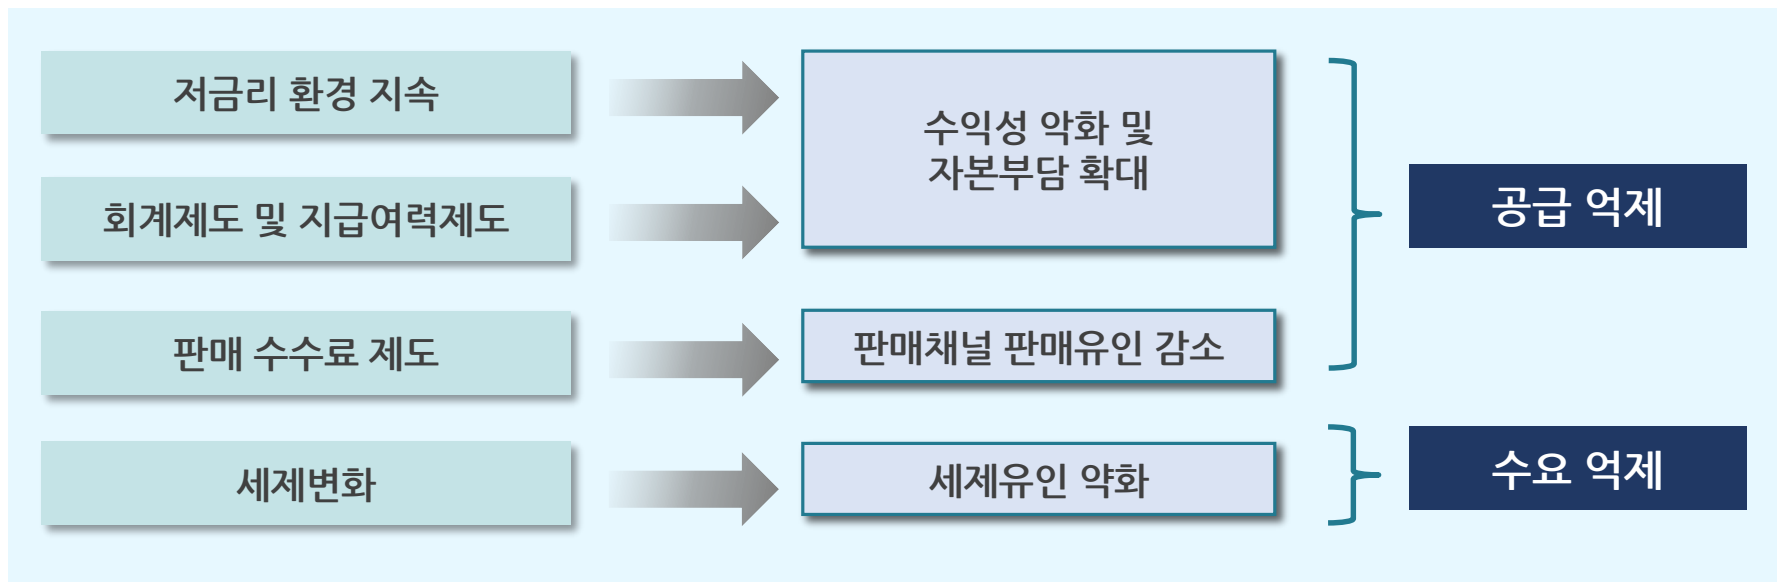 저금리 환경 지속
수익성 악화 및
자본부담 확대
회계제도 및 지급여력제도
공급 억제
판매 수수료 제도
판매채널 판매유인 감소
세제변화
세제유인 약화
수요 억제